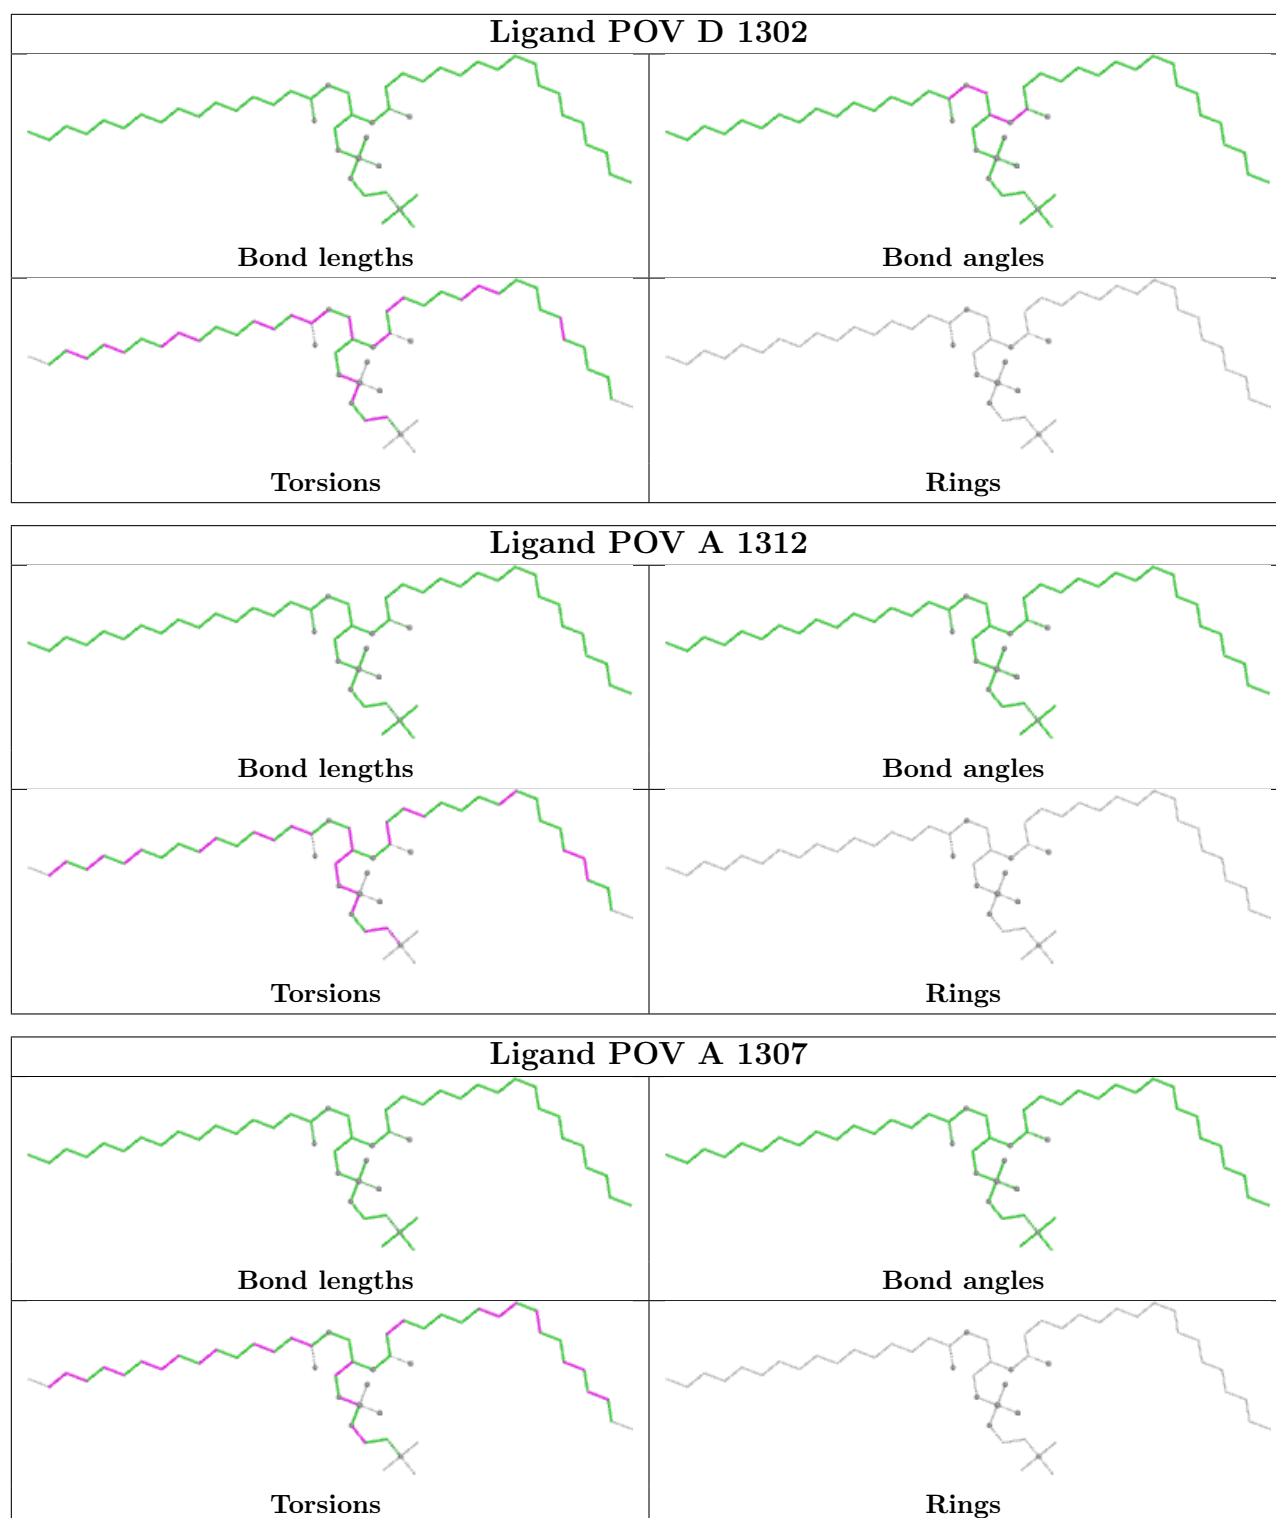 Ligand POV D 1302
Bond lengths
Bond angles
Torsions
Rings
Ligand POV A 1312
Bond lengths
Bond angles
Torsions
Rings
Ligand POV A 1307
Bond lengths
Bond angles
Torsions
Rings